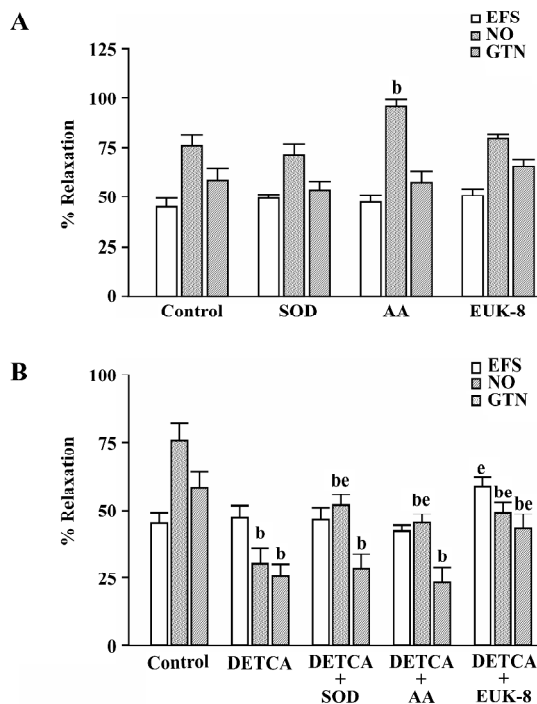 A
EFS
NO
GTN
125
100
75
50
25
0
% Relaxation
b
Control SOD AA EUK-8
B
EFS
NO
GTN
100
75
50
25
0
% Relaxation
b b be b be b e be be
Control DETCA DETCA DETCA DETCA
+ + +
SOD AA EUK-8